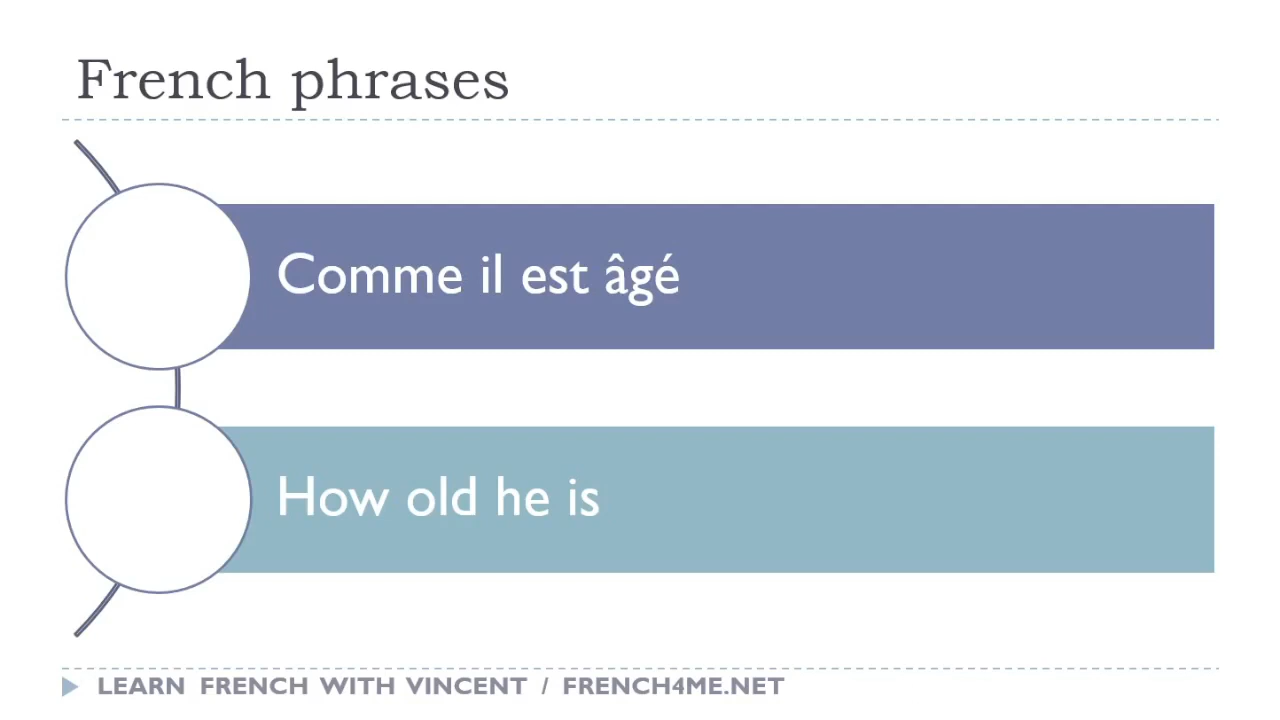 French phrases
Comme il est âgé
How old he is
LEARN FRENCH WITH VINCENT / FRENCH4ME.NET